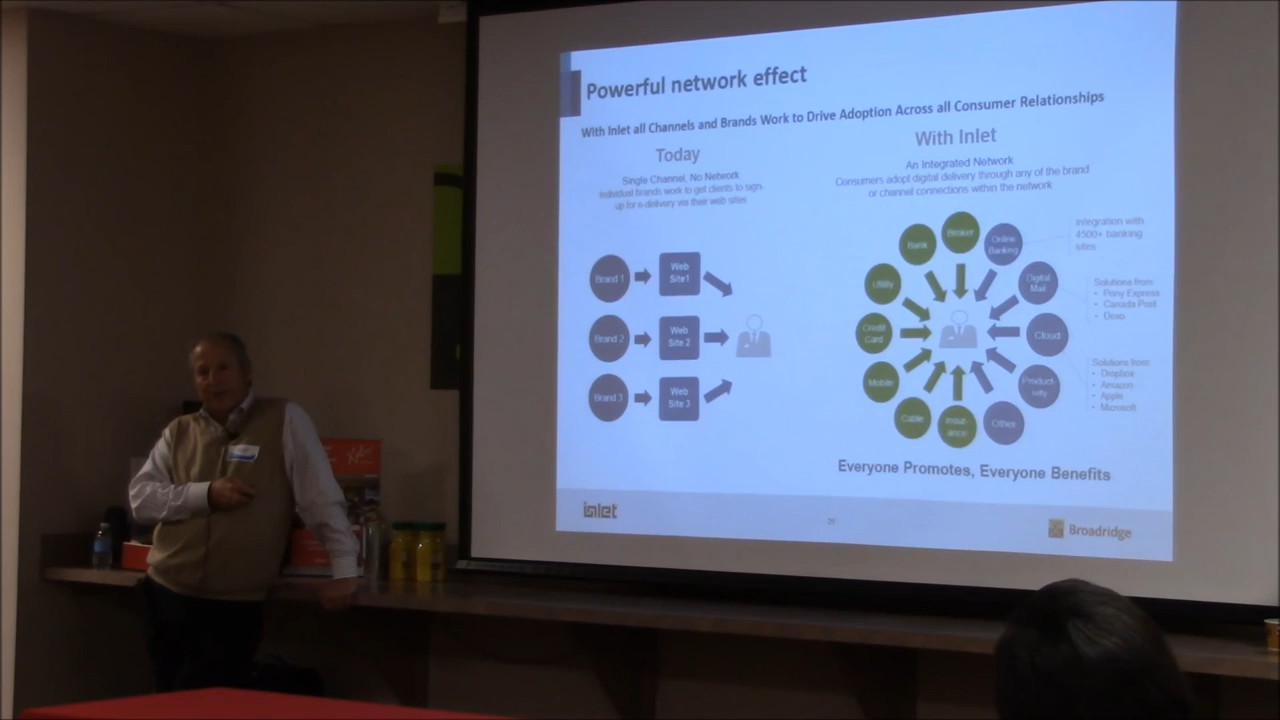 Powerful network effect
With Inlet all Channels and Brands Work to Drive Adoption Across all Consumer Relationships
Today
Single Channel, No Network
Individual brands work to get clients to sign-
up for e-delivery via their web sites
Brand 1
Web
Site1
Brand 2
Web
Site 2
Brand 3
Web
Site 3
With Inlet
An Integrated Network
Consumers adopt digital delivery through any of the brand
or channel connections within the network
Broker
Online
Banking
Digital
Mail
Cloud
Product-
ivity
Other
Insur-
ance
Cable
Mobile
Credit
Card
Utility
Bank
Integration with
4500+ banking
sites
Solutions from:
• Pony Express
• Canada Post
• Doxo
Solutions from:
• Dropbox
• Amazon
• Apple
• Microsoft
Everyone Promotes, Everyone Benefits
inlet
25
Broadridge